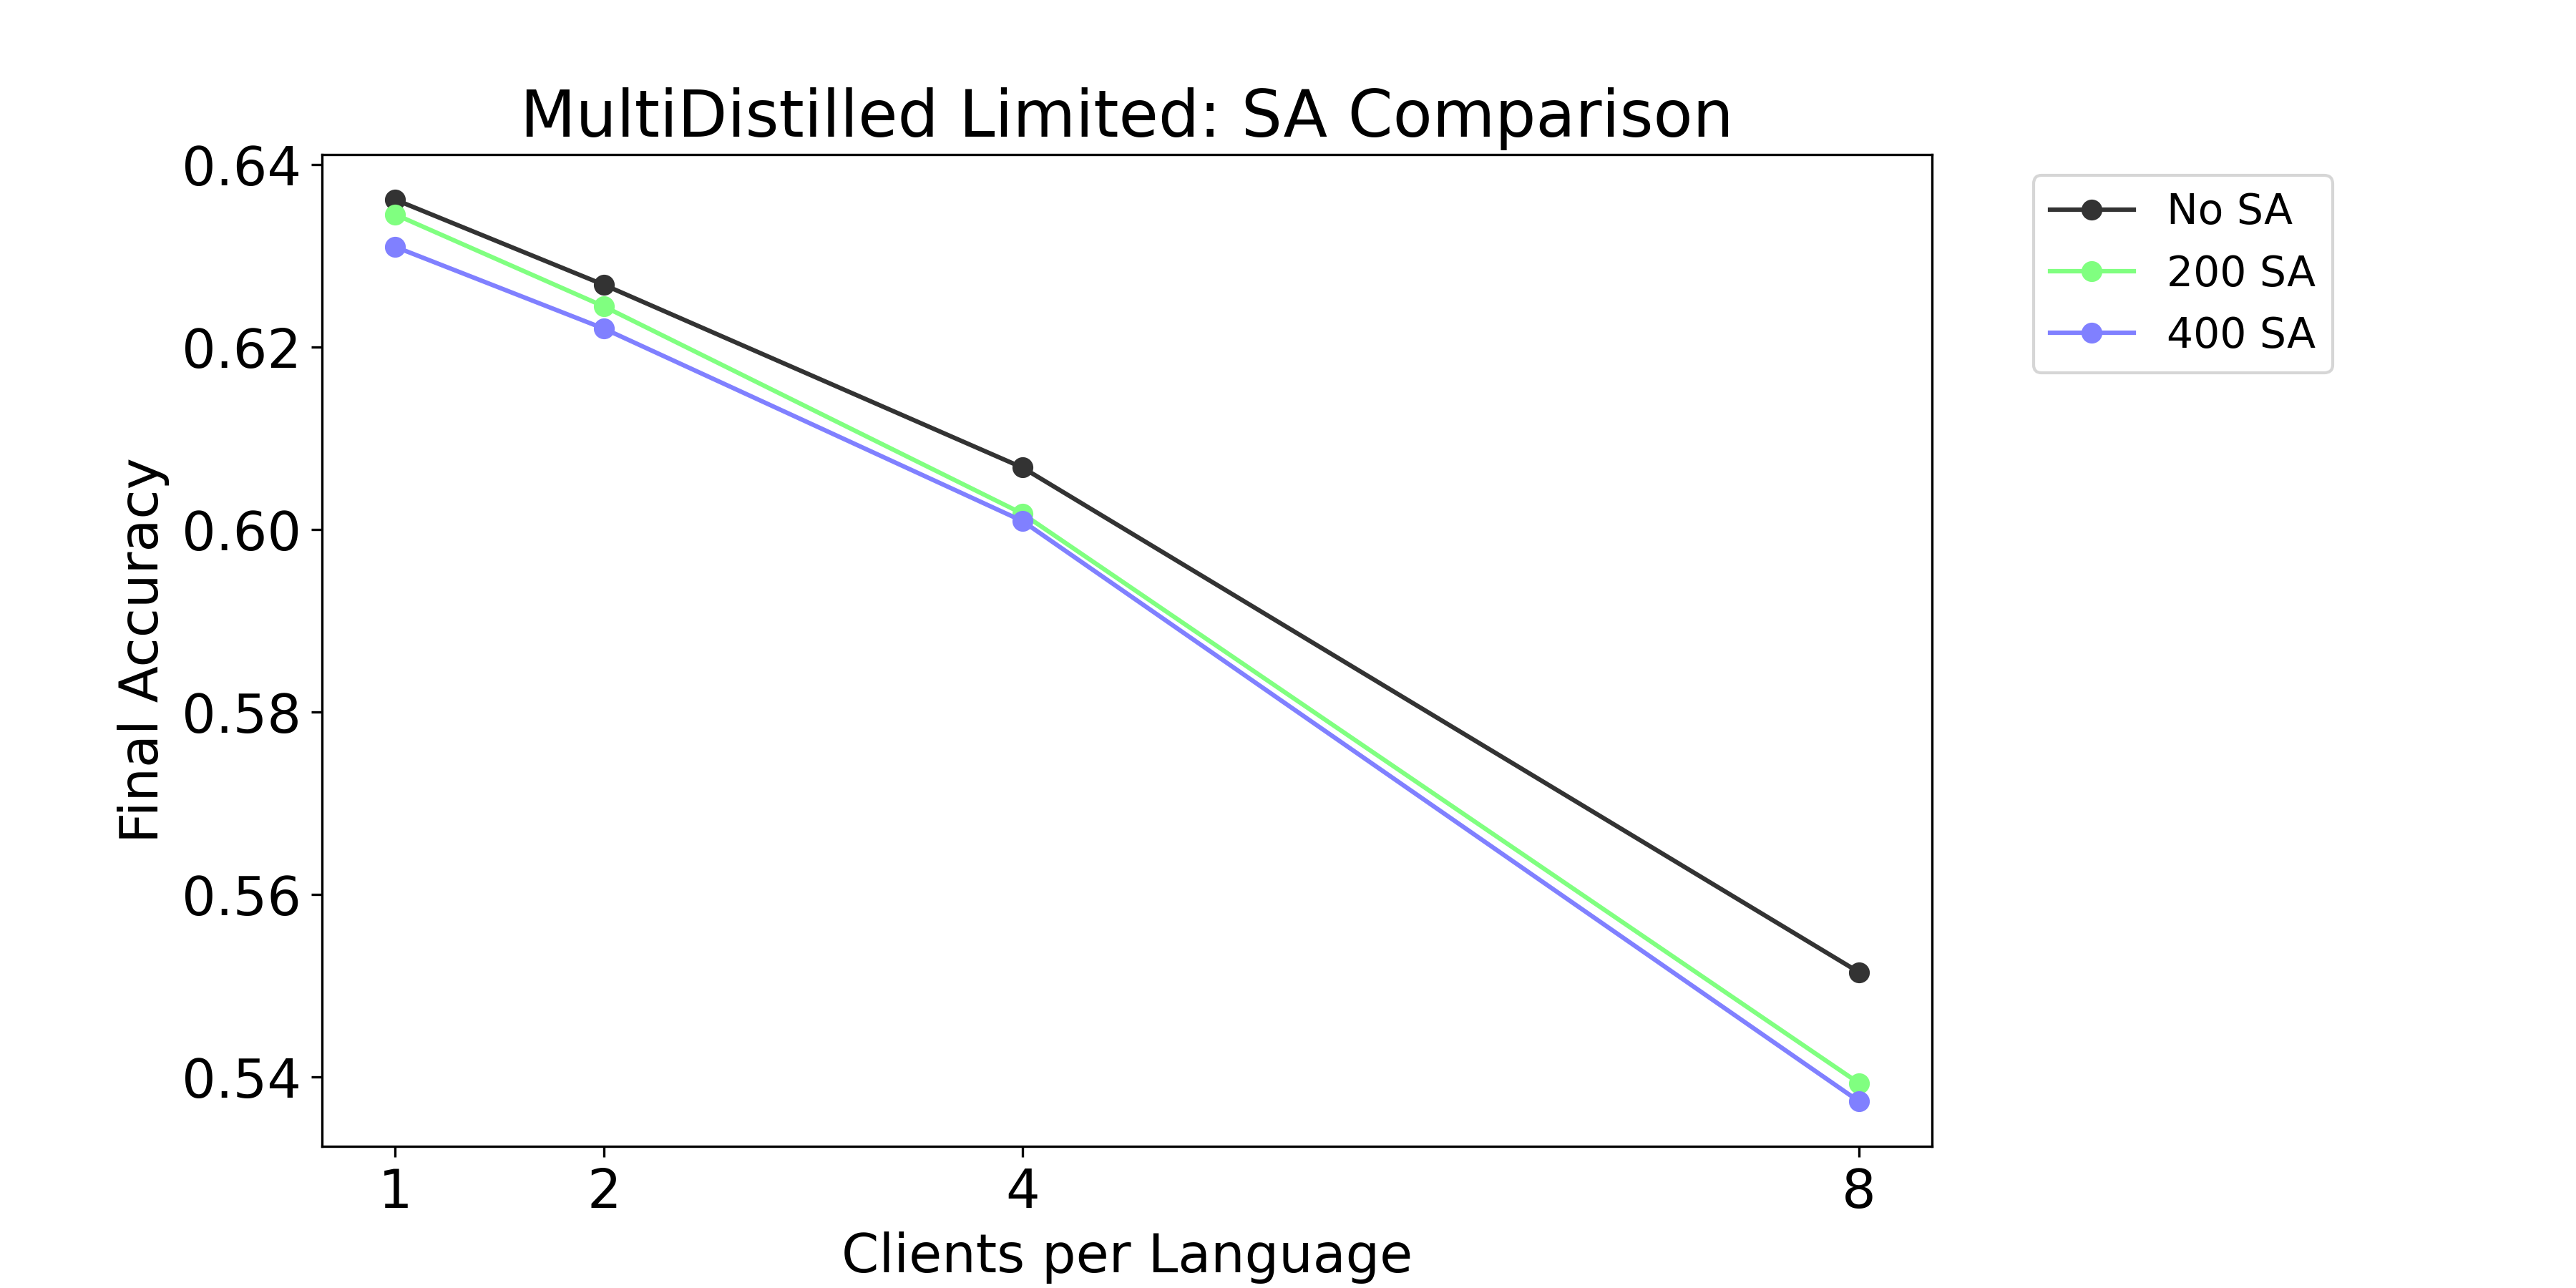 MultiDistilled Limited: SA Comparison
0.64
0.62
0.60
0.58
0.56
0.54
Final Accuracy
1 2 4 8
Clients per Language
No SA
200 SA
400 SA